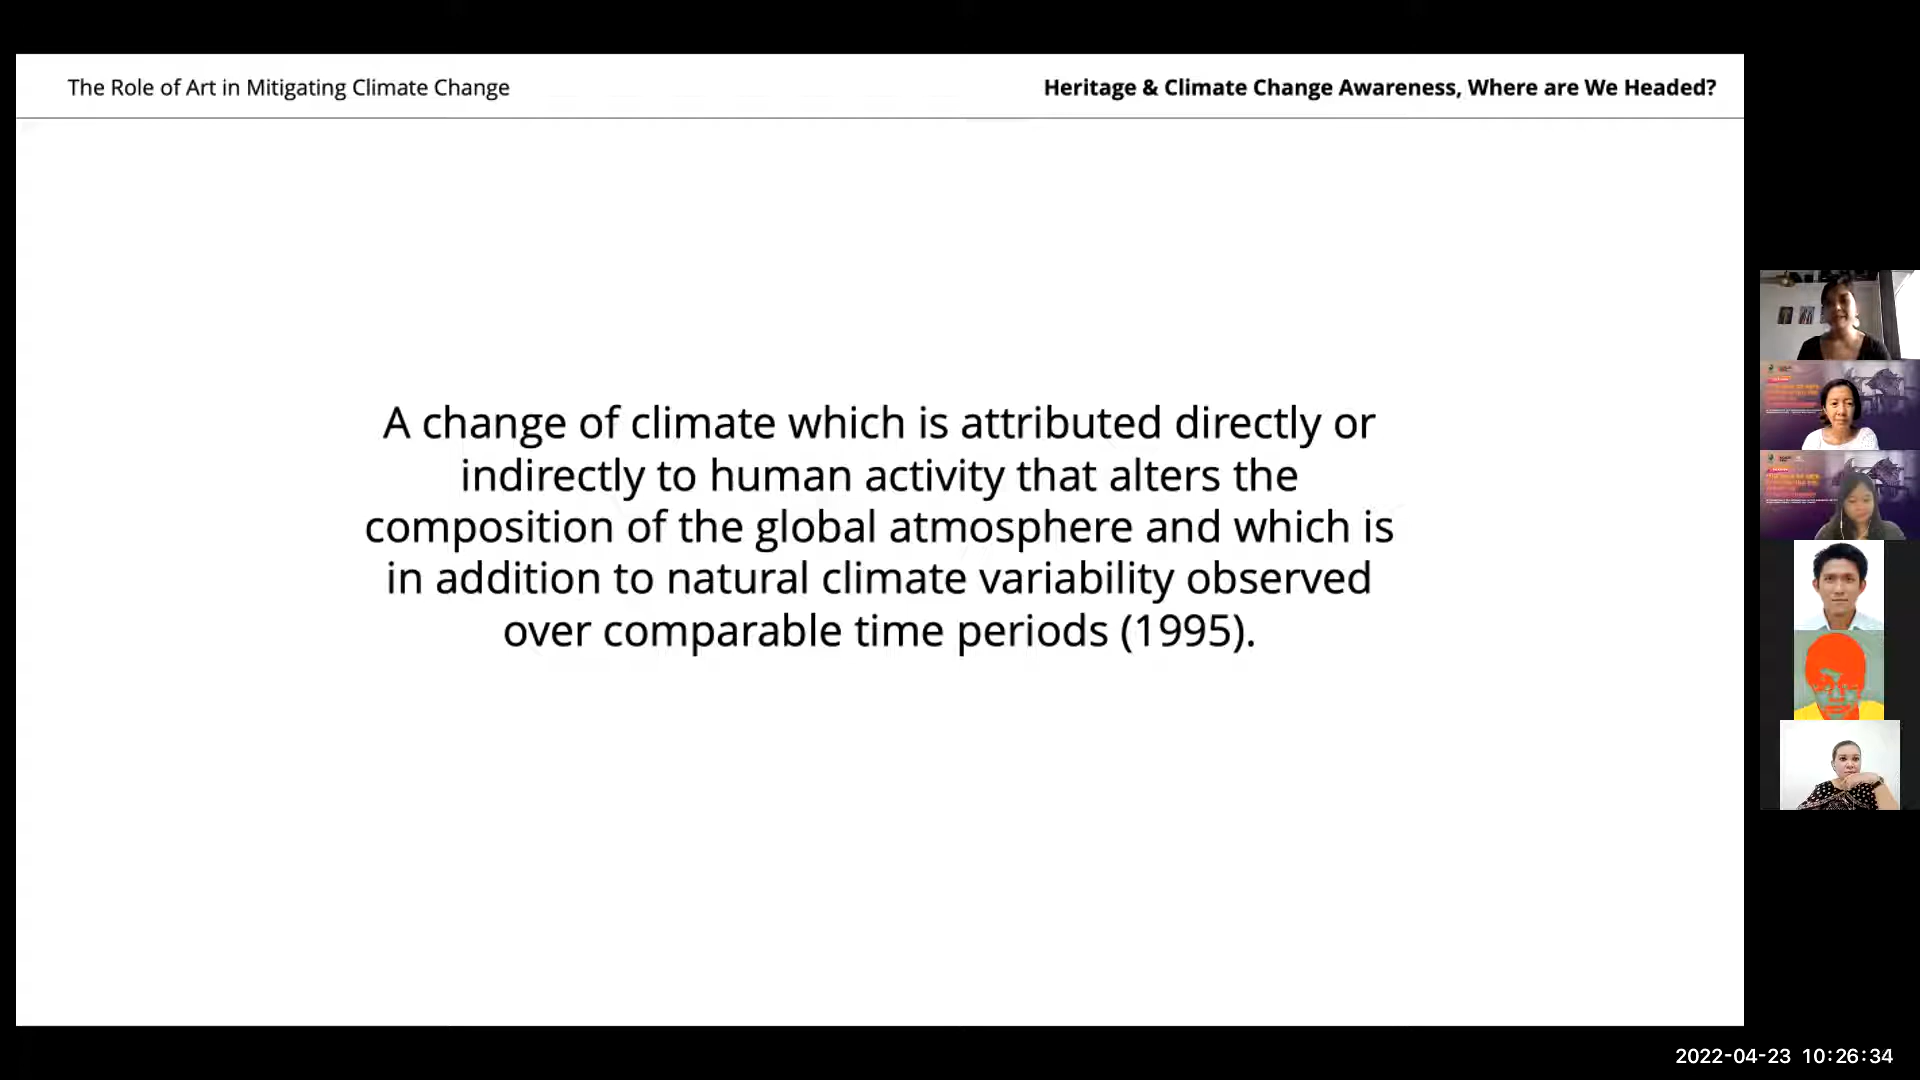 The Role of Art in Mitigating Climate Change
Heritage & Climate Change Awareness, Where are We Headed?
A change of climate which is attributed directly or
indirectly to human activity that alters the
composition of the global atmosphere and which is
in addition to natural climate variability observed
over comparable time periods (1995).
2022-04-23 10:26:34